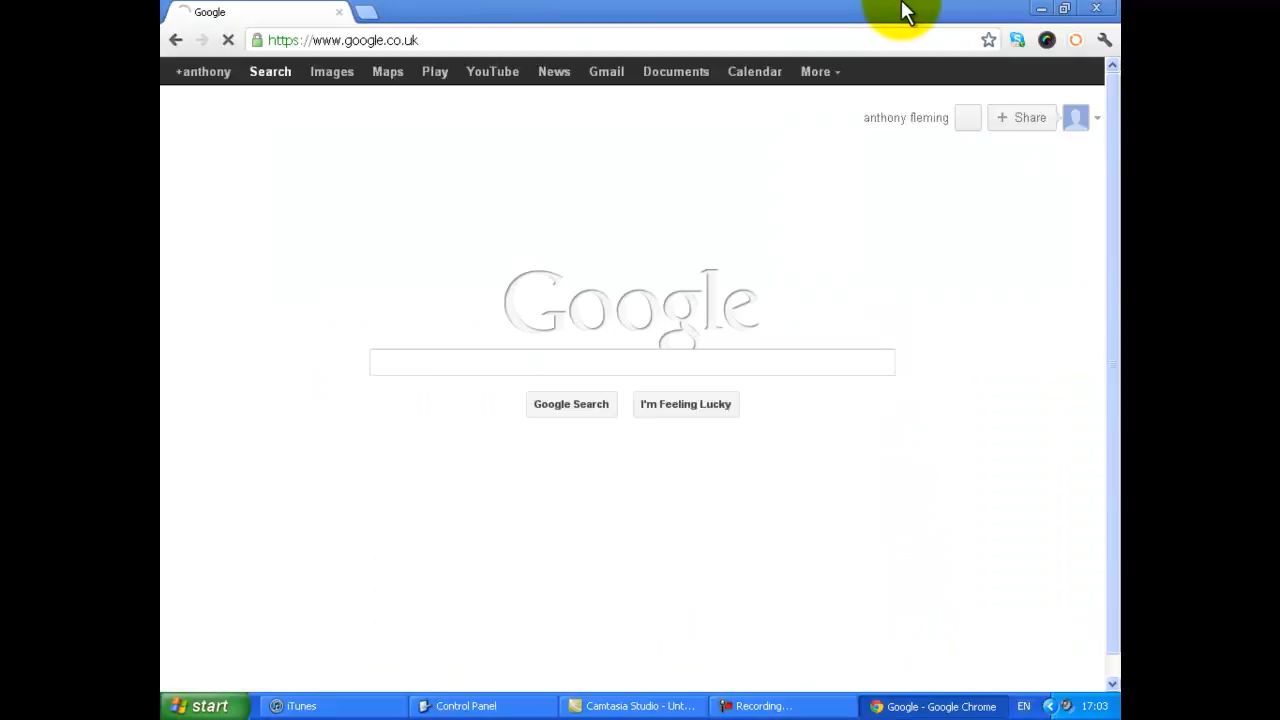 Google
https://www.google.co.uk
+anthony Search Images Maps Play YouTube News Gmail Documents Calendar More
anthony fleming + Share
Google
Google Search I'm Feeling Lucky
start iTunes Control Panel Camtasia Studio - Unt... Recording... Google - Google Chrome EN 17:03